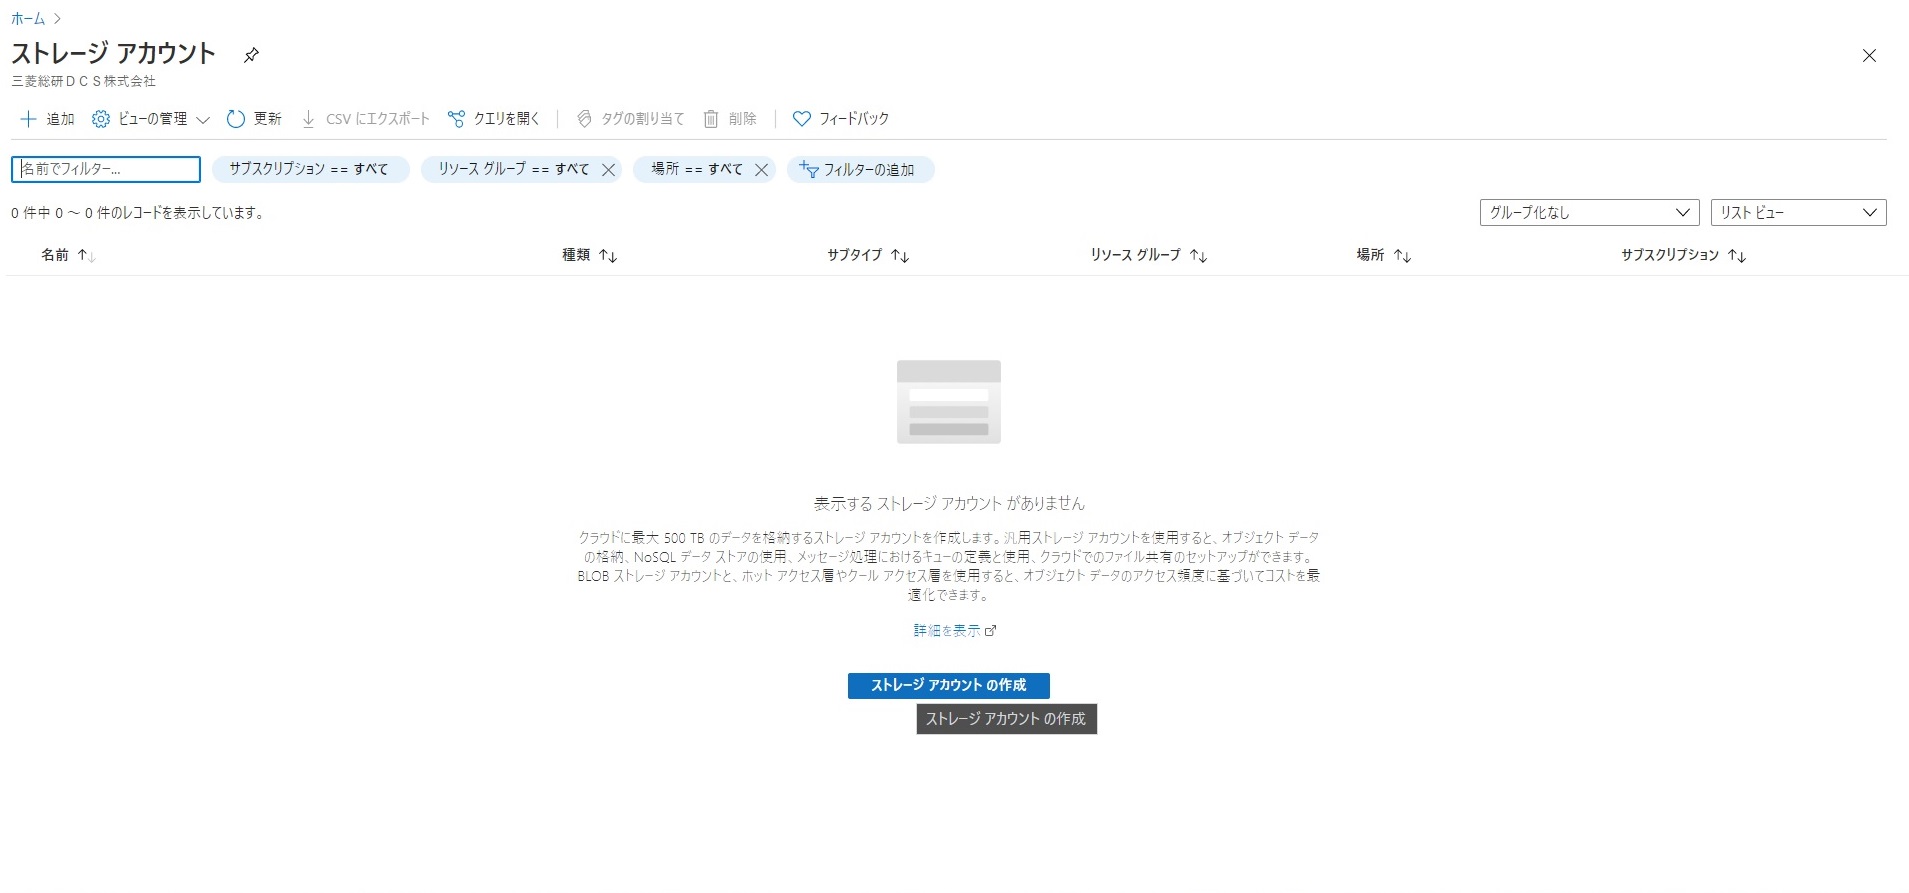 ホーム
ストレージ アカウント
三菱総研ＤＣＳ株式会社
追加 ビューの管理 更新 CSV にエクスポート クエリを開く タグの割り当て 削除 フィードバック
名前でフィルター... サブスクリプション == すべて リソース グループ == すべて 場所 == すべて フィルターの追加
0 件中 0 ～ 0 件のレコードを表示しています。 グループ化なし リスト ビュー
名前 種類 サブタイプ リソース グループ 場所 サブスクリプション
表示する ストレージ アカウント がありません
クラウドに最大 500 TB のデータを格納するストレージ アカウントを作成します。汎用ストレージ アカウントを使用すると、オブジェクト データ
の格納、NoSQL データ ストアの使用、メッセージ処理におけるキューの定義と使用、クラウドでのファイル共有のセットアップができます。
BLOB ストレージ アカウントと、ホット アクセス層やクール アクセス層を使用すると、オブジェクト データのアクセス頻度に基づいてコストを最
適化できます。
詳細を表示
ストレージ アカウント の作成
ストレージ アカウント の作成